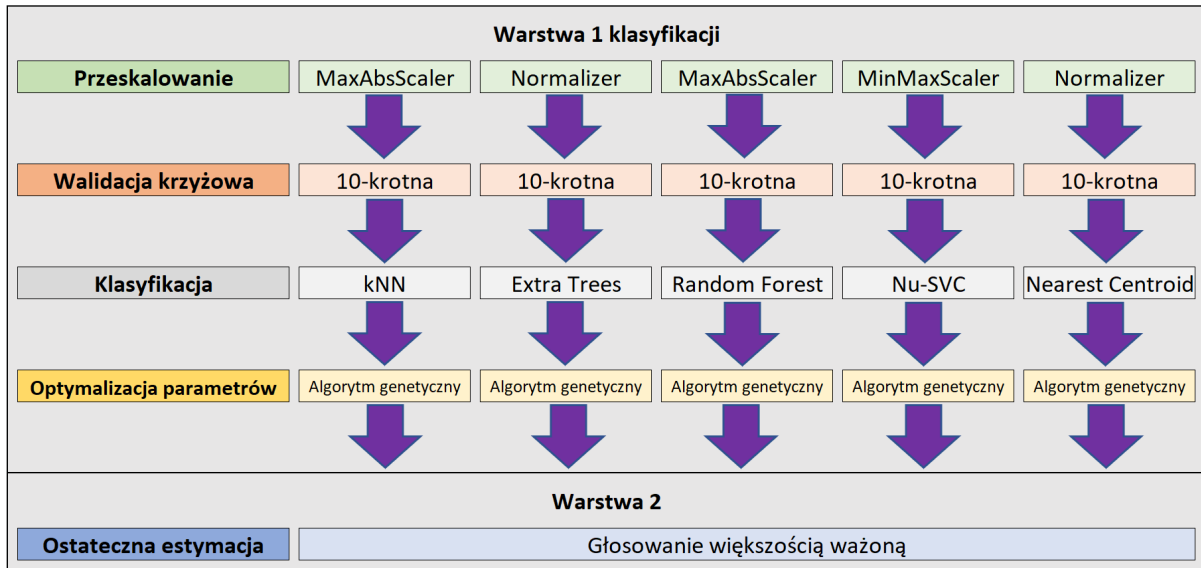 Warstwa 1 klasyfikacji
Przeskalowanie MaxAbsScaler Normalizer MaxAbsScaler MinMaxScaler Normalizer
Walidacja krzyżowa 10-krotna 10-krotna 10-krotna 10-krotna 10-krotna
Klasyfikacja kNN Extra Trees Random Forest Nu-SVC Nearest Centroid
Optymalizacja parametrów Algorytm genetyczny Algorytm genetyczny Algorytm genetyczny Algorytm genetyczny Algorytm genetyczny
Warstwa 2
Ostateczna estymacja Głosowanie większością ważoną